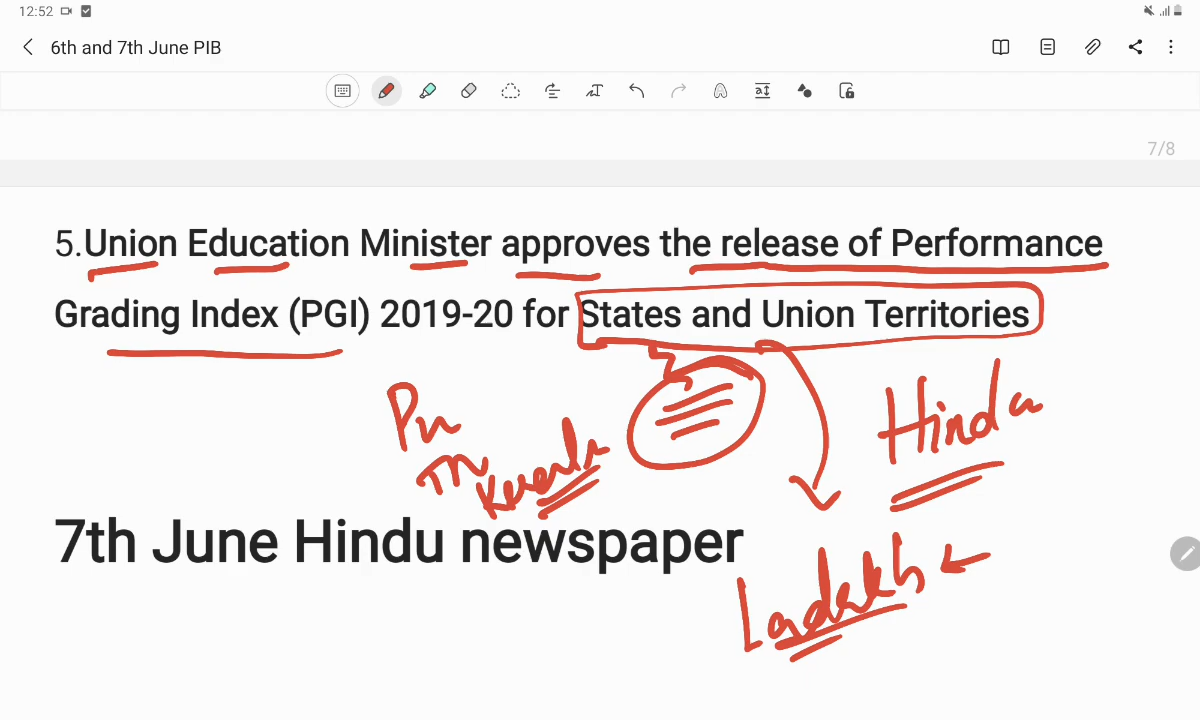 12:52
6th and 7th June PIB
7/8
5.Union Education Minister approves the release of Performance
Grading Index (PGI) 2019-20 for States and Union Territories
Hindu
Pu
TN
Kerala
7th June Hindu newspaper
Ladakh